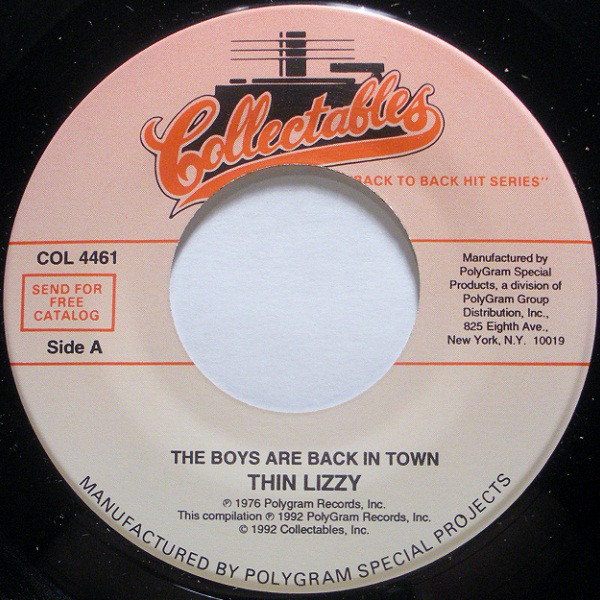 Collectables
"BACK TO BACK HIT SERIES"
COL 4461
SEND FOR
FREE
CATALOG
Side A
Manufactured by
PolyGram Special
Products, a division of
PolyGram Group
Distribution, Inc.,
825 Eighth Ave.,
New York, N.Y. 10019
THE BOYS ARE BACK IN TOWN
THIN LIZZY
℗ 1976 Polygram Records, Inc.
This compilation ℗ 1992 PolyGram Records, Inc.
© 1992 Collectables, Inc.
MANUFACTURED BY POLYGRAM SPECIAL PROJECTS